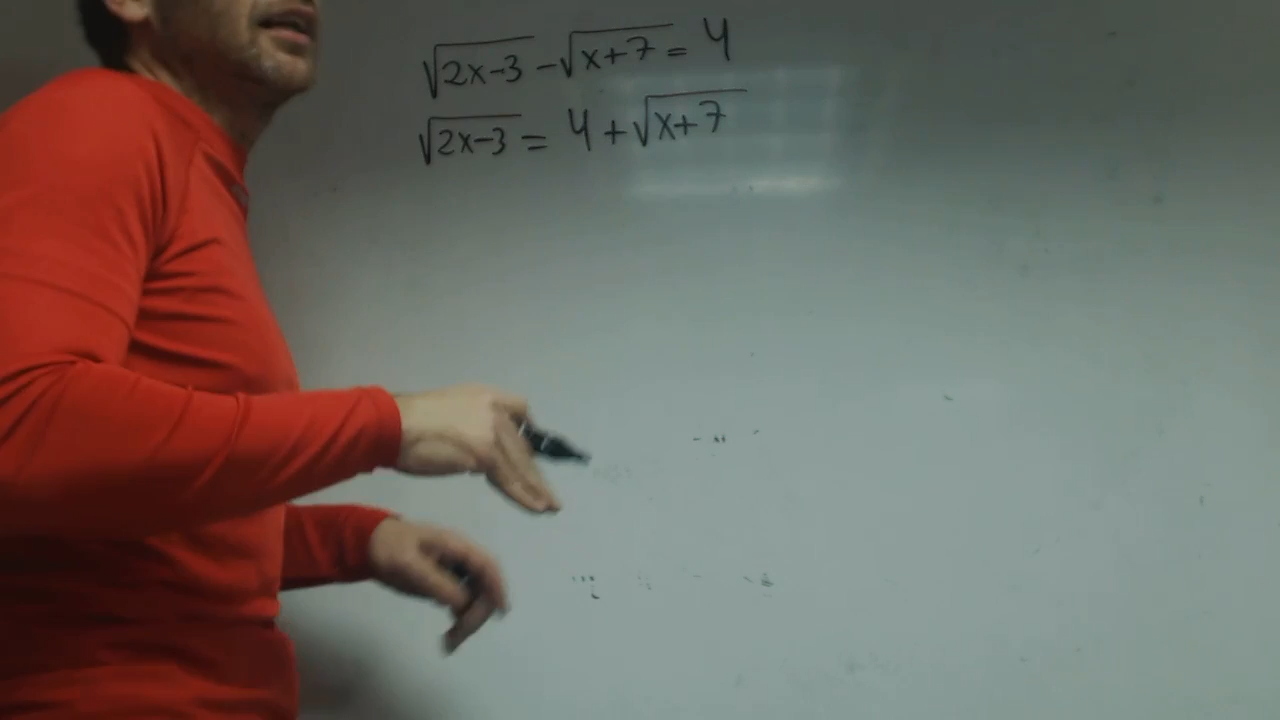 √(2x-3) - √(x+7) = 4
√(2x-3) = 4 + √(x+7)